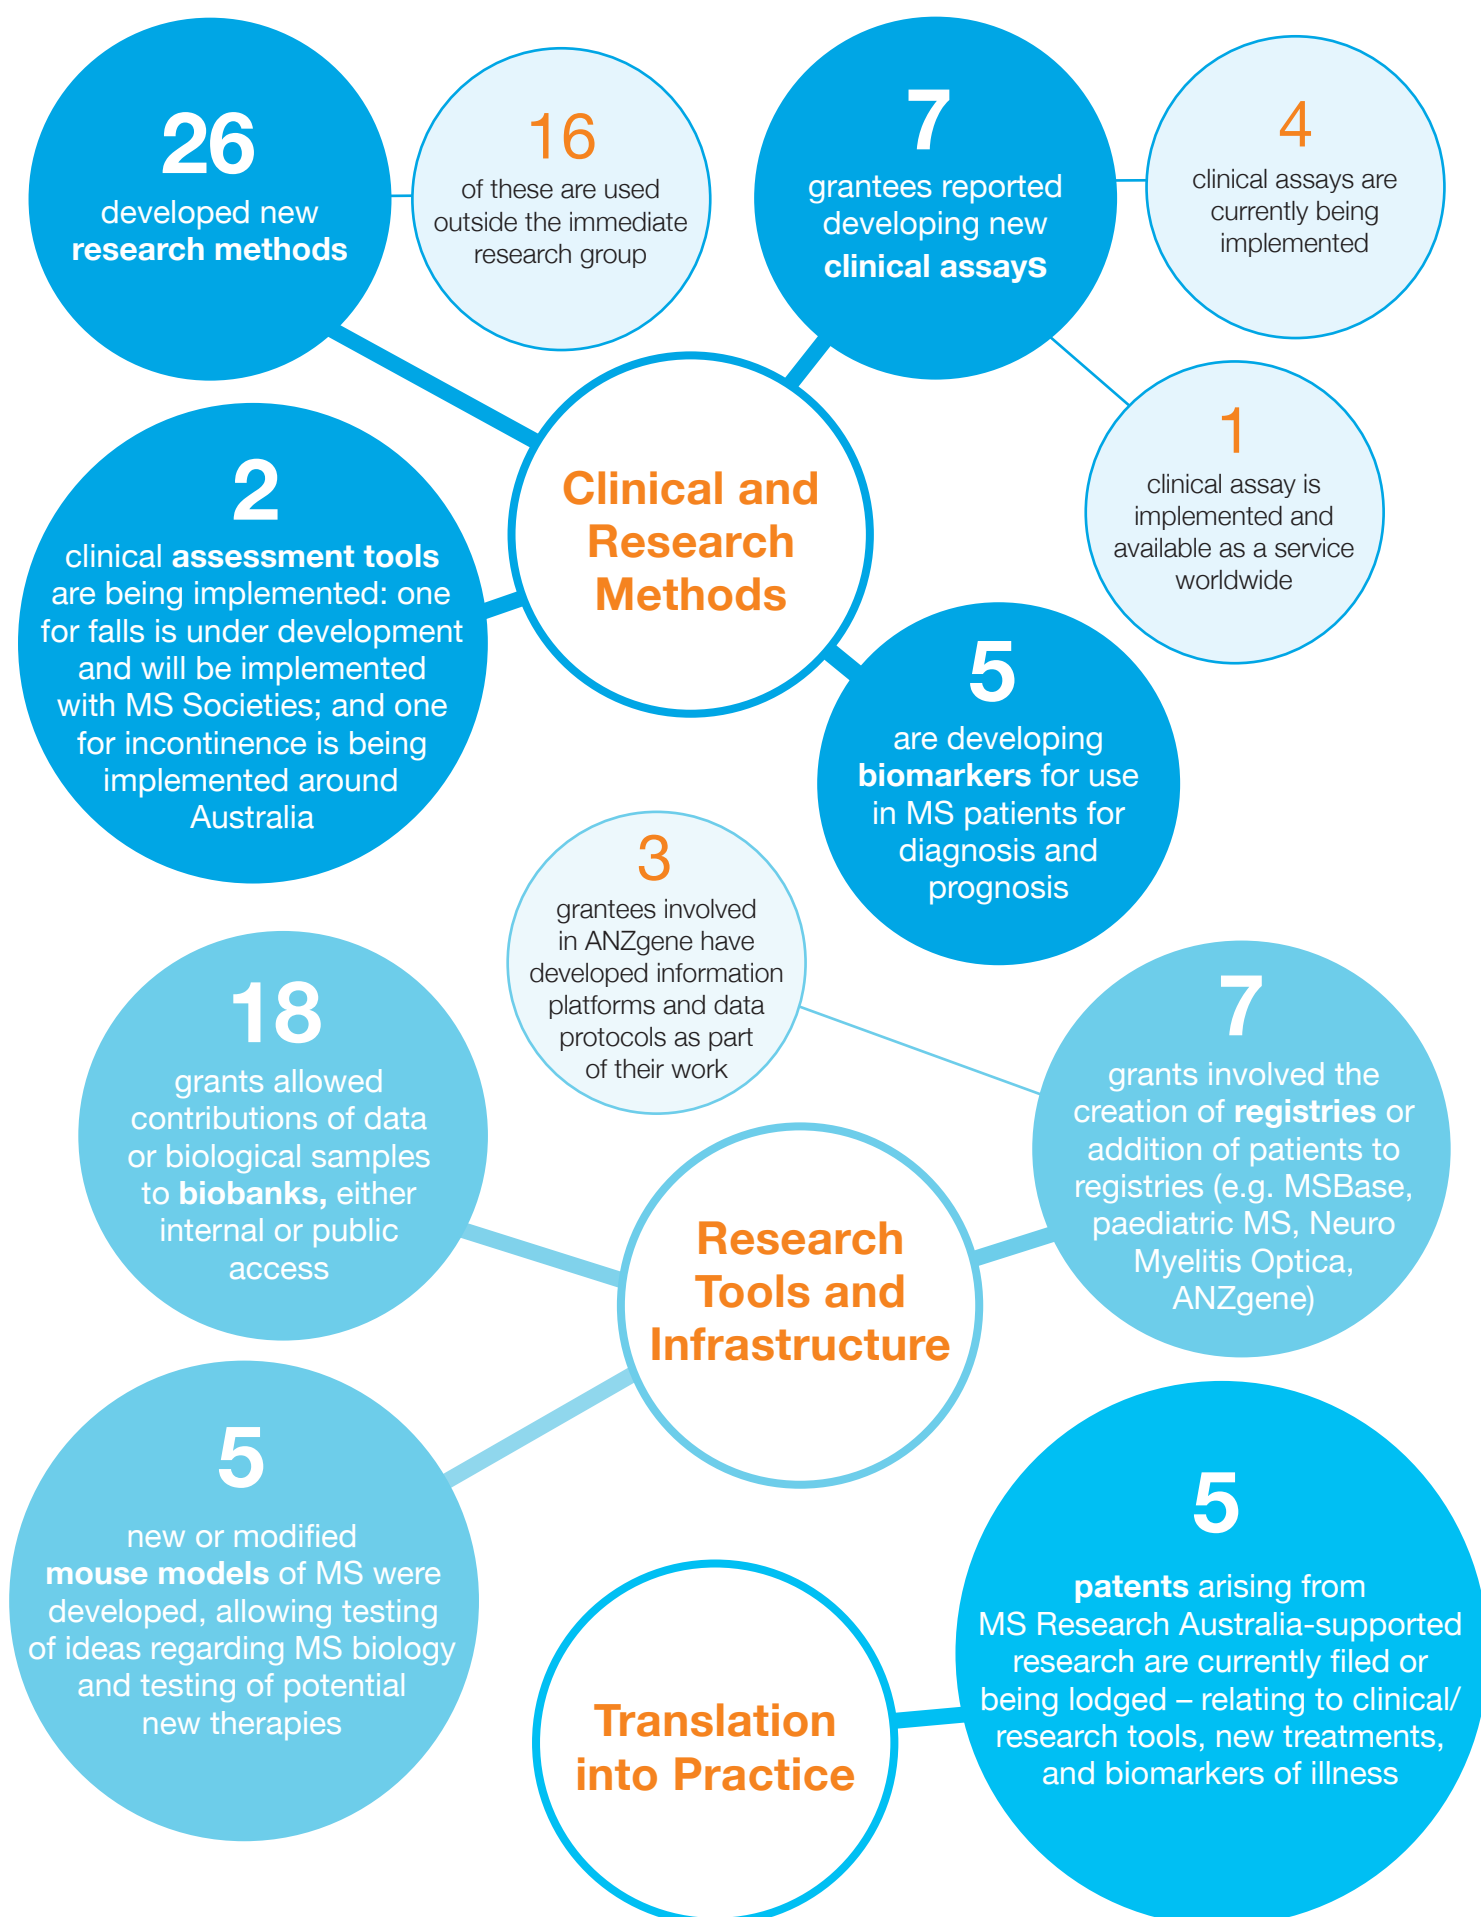 26
developed new
research methods
16
of these are used
outside the immediate
research group
7
grantees reported
developing new
clinical assays
4
clinical assays are
currently being
implemented
1
clinical assay is
implemented and
available as a service
worldwide
Clinical and
Research
Methods
2
clinical assessment tools
are being implemented: one
for falls is under development
and will be implemented
with MS Societies; and one
for incontinence is being
implemented around
Australia
5
are developing
biomarkers for use
in MS patients for
diagnosis and
prognosis
3
grantees involved
in ANZgene have
developed information
platforms and data
protocols as part
of their work
18
grants allowed
contributions of data
or biological samples
to biobanks, either
internal or public
access
7
grants involved the
creation of registries or
addition of patients to
registries (e.g. MSBase,
paediatric MS, Neuro
Myelitis Optica,
ANZgene)
Research
Tools and
Infrastructure
5
new or modified
mouse models of MS were
developed, allowing testing
of ideas regarding MS biology
and testing of potential
new therapies
Translation
into Practice
5
patents arising from
MS Research Australia-supported
research are currently filed or
being lodged – relating to clinical/
research tools, new treatments,
and biomarkers of illness